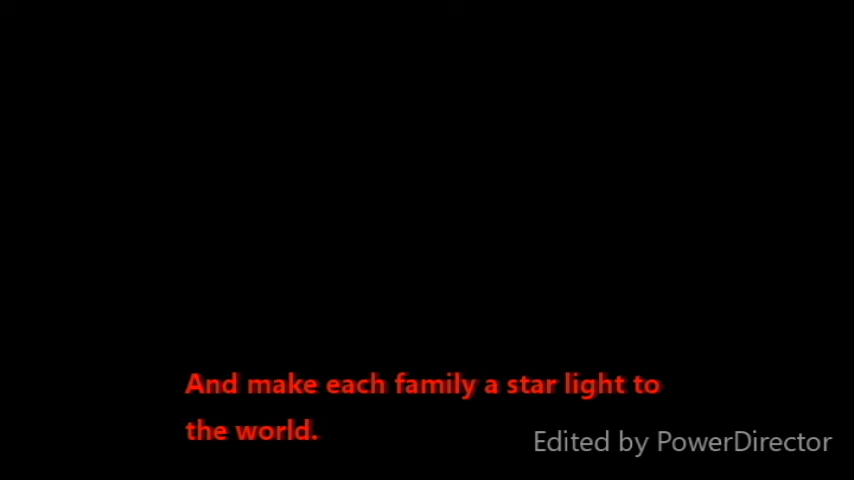 And make each family a star light to
the world.
Edited by PowerDirector